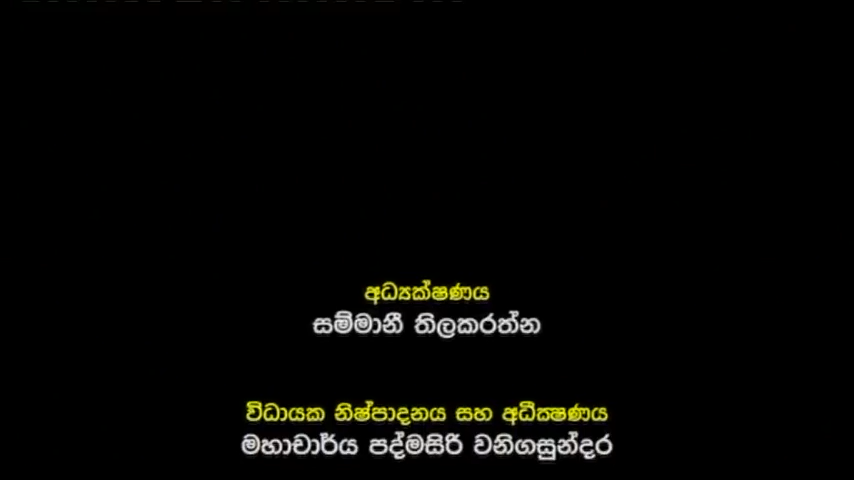 අධ්‍යක්ෂණය
සම්මානී තිලකරත්න
විධායක නිෂ්පාදනය සහ අධීක්‍ෂණය
මහාචාර්ය පද්මසිරි වනිගසුන්දර